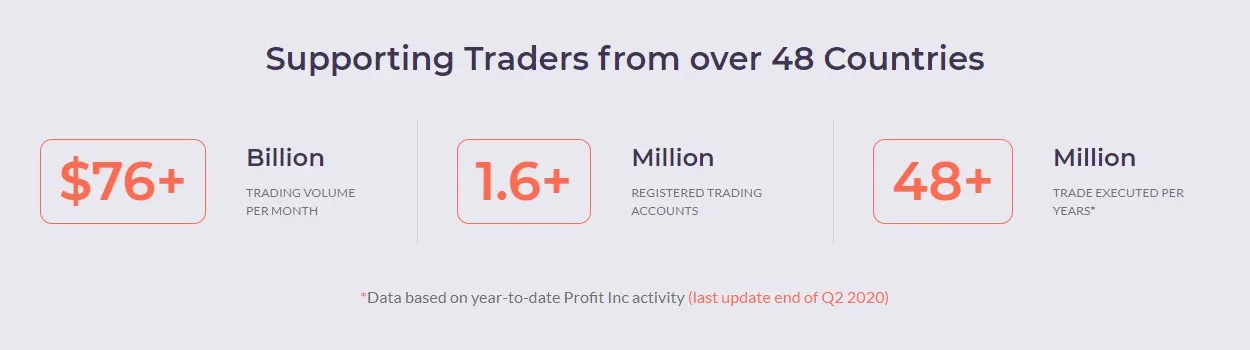 Supporting Traders from over 48 Countries
$76+
Billion
TRADING VOLUME
PER MONTH
1.6+
Million
REGISTERED TRADING
ACCOUNTS
48+
Million
TRADE EXECUTED PER
YEARS*
*Data based on year-to-date Profit Inc activity (last update end of Q2 2020)